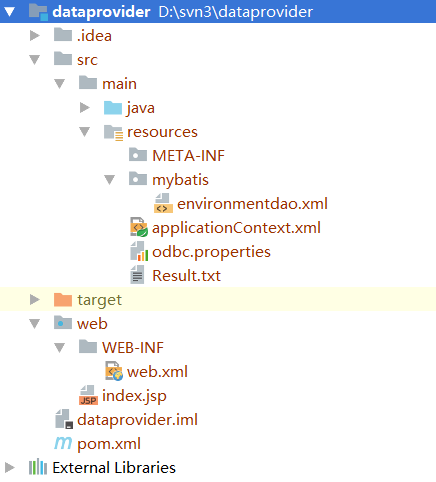 dataprovider D:\svn3\dataprovider
.idea
src
main
java
resources
META-INF
mybatis
environmentdao.xml
applicationContext.xml
odbc.properties
Result.txt
target
web
WEB-INF
web.xml
index.jsp
dataprovider.iml
pom.xml
External Libraries